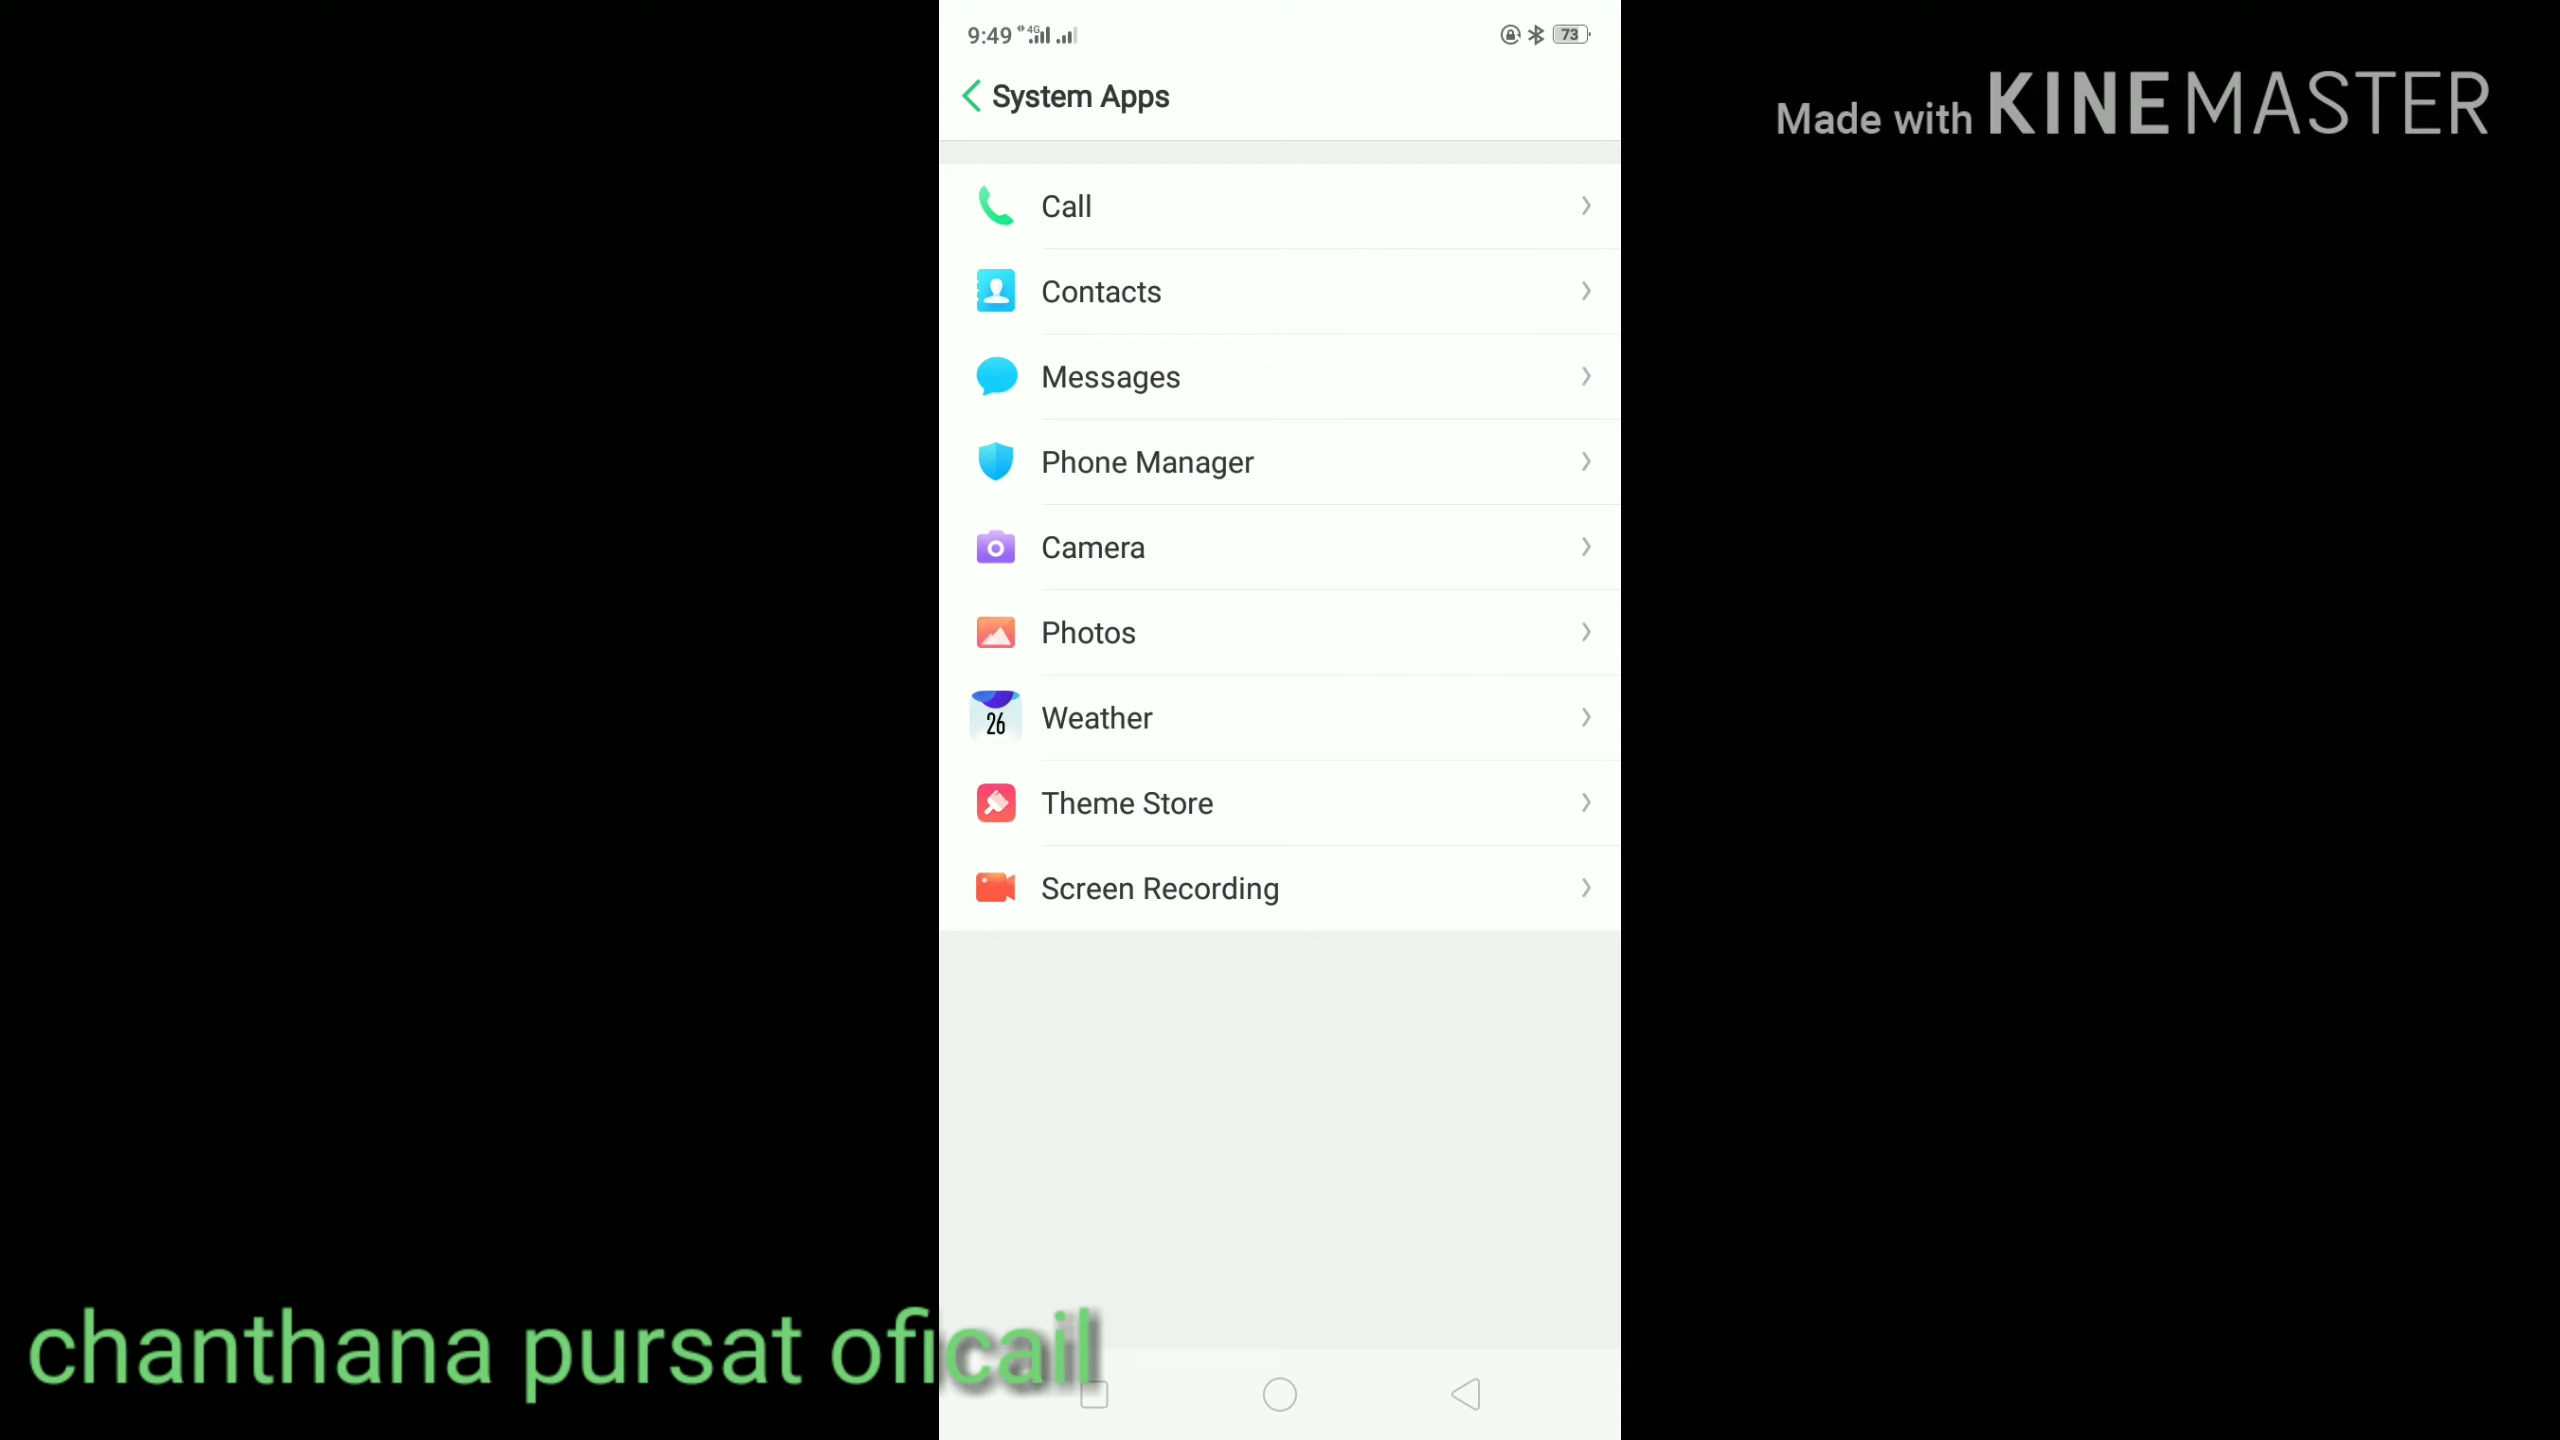 9:49 4G 73
Made with KINEMASTER
System Apps
Call
Contacts
Messages
Phone Manager
Camera
Photos
26 Weather
Theme Store
Screen Recording
chanthana pursat oficail